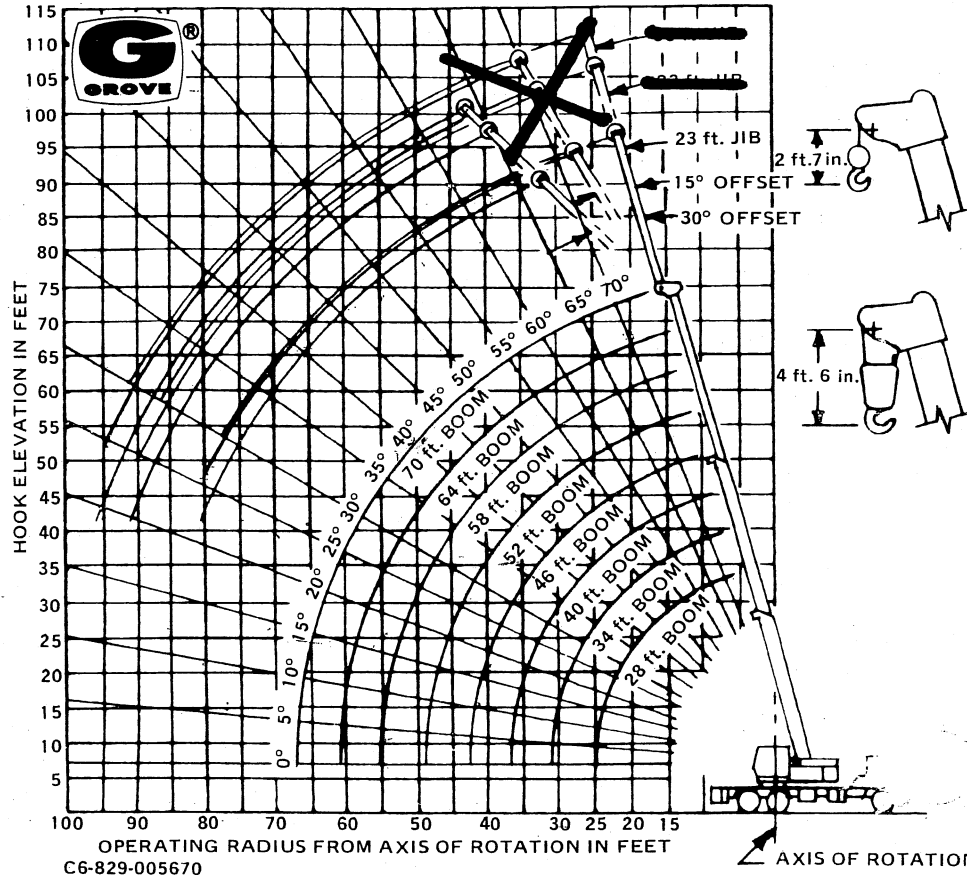 G
®
GROVE
HOOK ELEVATION IN FEET
115
110
105
100
95
90
85
80
75
70
65
60
55
50
45
40
35
30
25
20
15
10
5
23 ft. JIB
15° OFFSET
30° OFFSET
2 ft.7 in.
4 ft. 6 in.
70°
65°
60°
55°
50°
45°
40°
35°
30°
25°
20°
15°
10°
5°
0°
70 ft. BOOM
64 ft. BOOM
58 ft. BOOM
52 ft. BOOM
46 ft. BOOM
40 ft. BOOM
34 ft. BOOM
28 ft. BOOM
100 90 80 70 60 50 40 30 25 20 15
OPERATING RADIUS FROM AXIS OF ROTATION IN FEET
AXIS OF ROTATION
C6-829-005670